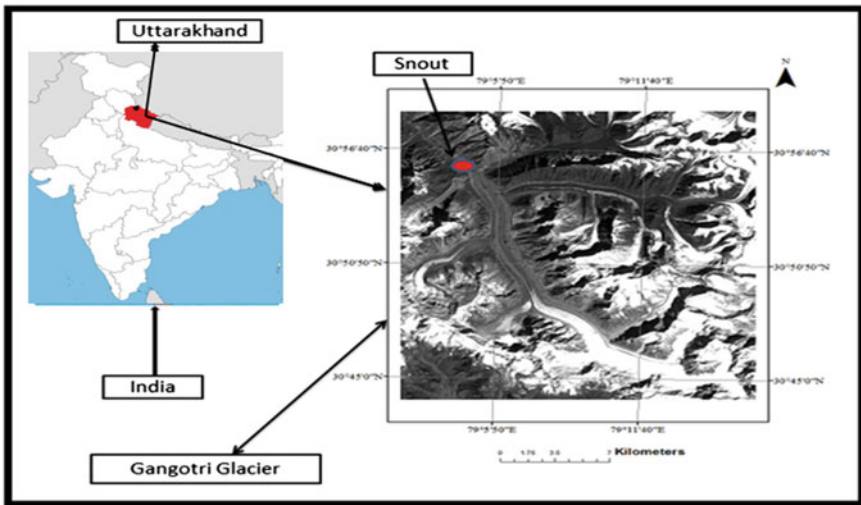 Uttarakhand
Snout
N
79°5'50"E
79°11'40"E
30°56'40"N
30°56'40"N
30°50'50"N
30°50'50"N
30°45'0"N
30°45'0"N
79°5'50"E
79°11'40"E
India
Gangotri Glacier
0 1.75 3.5 7 Kilometers